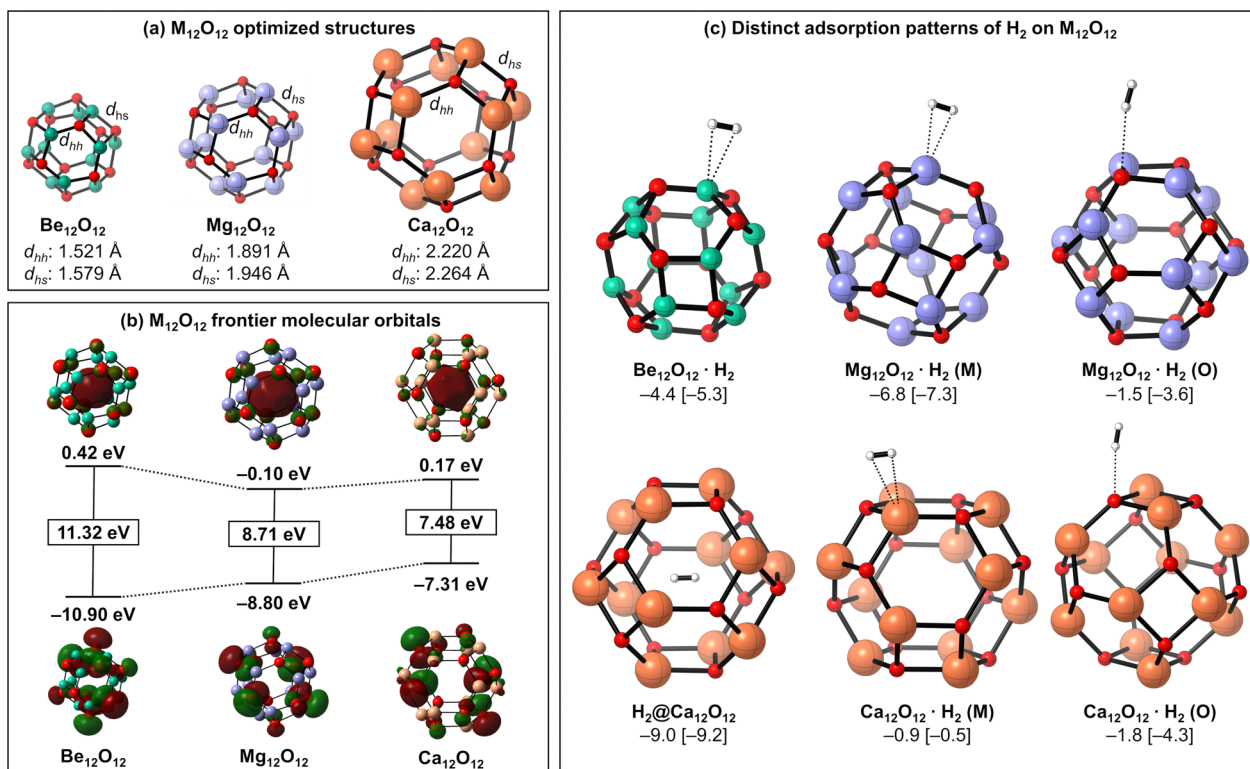 (a) M₁₂O₁₂ optimized structures
dhs
dhh
dhs
dhh
dhs
dhh
Be₁₂O₁₂
Mg₁₂O₁₂
Ca₁₂O₁₂
dhh: 1.521 Å
dhs: 1.579 Å
dhh: 1.891 Å
dhs: 1.946 Å
dhh: 2.220 Å
dhs: 2.264 Å
(b) M₁₂O₁₂ frontier molecular orbitals
0.42 eV
–0.10 eV
0.17 eV
11.32 eV
8.71 eV
7.48 eV
–10.90 eV
–8.80 eV
–7.31 eV
Be₁₂O₁₂
Mg₁₂O₁₂
Ca₁₂O₁₂
(c) Distinct adsorption patterns of H₂ on M₁₂O₁₂
Be₁₂O₁₂ · H₂
–4.4 [–5.3]
Mg₁₂O₁₂ · H₂ (M)
–6.8 [–7.3]
Mg₁₂O₁₂ · H₂ (O)
–1.5 [–3.6]
H₂@Ca₁₂O₁₂
–9.0 [–9.2]
Ca₁₂O₁₂ · H₂ (M)
–0.9 [–0.5]
Ca₁₂O₁₂ · H₂ (O)
–1.8 [–4.3]